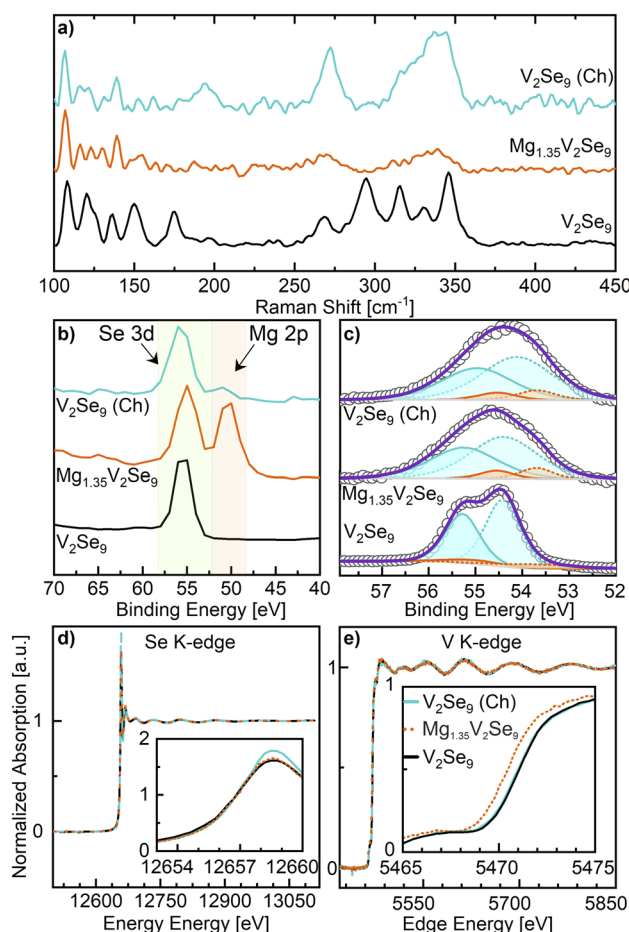 a)
V2Se9 (Ch)
Mg1.35V2Se9
V2Se9
100 150 200 250 300 350 400 450
Raman Shift [cm-1]
b)
Se 3d
Mg 2p
V2Se9 (Ch)
Mg1.35V2Se9
V2Se9
70 65 60 55 50 45 40
Binding Energy [eV]
c)
V2Se9 (Ch)
Mg1.35V2Se9
V2Se9
57 56 55 54 53 52
Binding Energy [eV]
Normalized Absorption [a.u.]
d)
Se K-edge
1
0
2
1
0
12654 12657 12660
12600 12750 12900 13050
Energy Energy [eV]
e)
V K-edge
1
0
1
V2Se9 (Ch)
Mg1.35V2Se9
V2Se9
0
5465 5470 5475
5550 5700 5850
Edge Energy [eV]